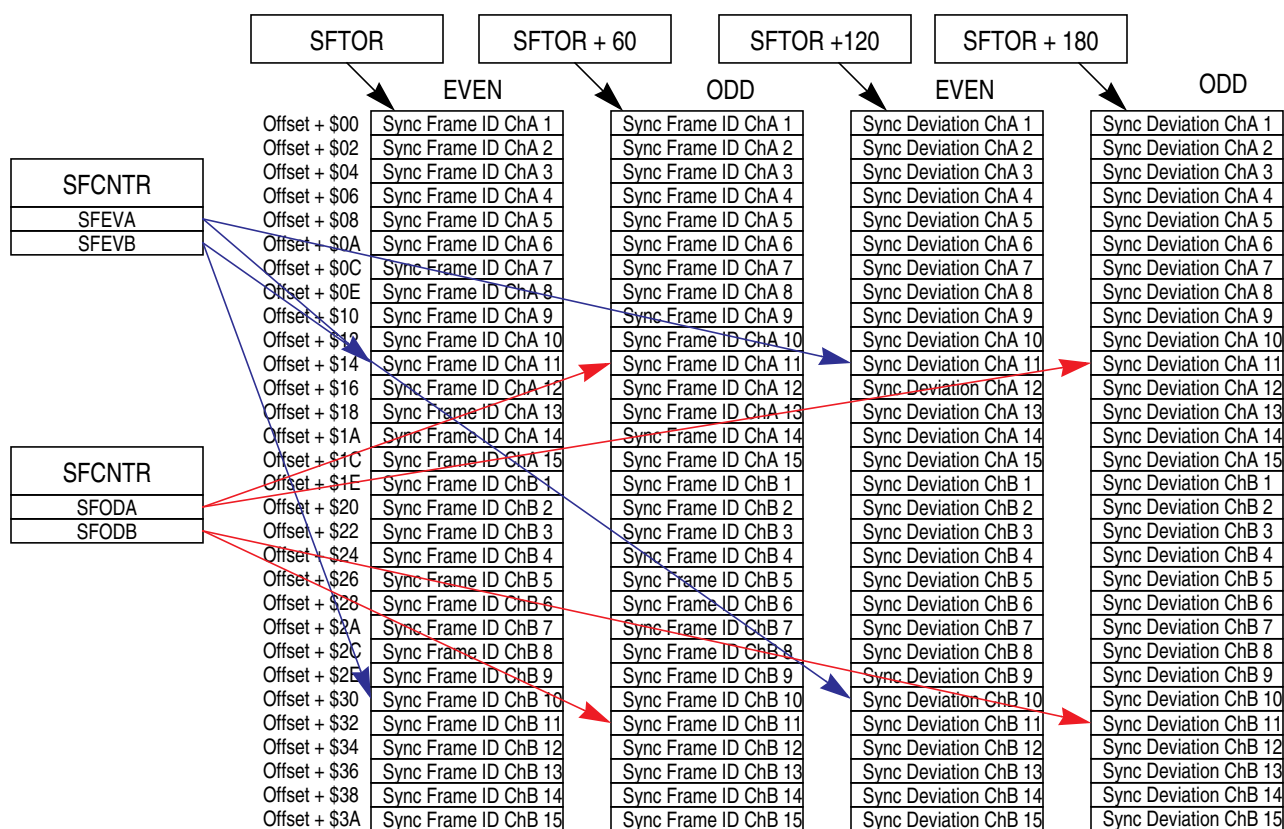 SFTOR SFTOR + 60 SFTOR +120 SFTOR + 180
EVEN ODD EVEN ODD
Offset + $00 Sync Frame ID ChA 1 Sync Frame ID ChA 1 Sync Deviation ChA 1 Sync Deviation ChA 1
Offset + $02 Sync Frame ID ChA 2 Sync Frame ID ChA 2 Sync Deviation ChA 2 Sync Deviation ChA 2
Offset + $04 Sync Frame ID ChA 3 Sync Frame ID ChA 3 Sync Deviation ChA 3 Sync Deviation ChA 3
SFCNTR Offset + $06 Sync Frame ID ChA 4 Sync Frame ID ChA 4 Sync Deviation ChA 4 Sync Deviation ChA 4
SFEVA Offset + $08 Sync Frame ID ChA 5 Sync Frame ID ChA 5 Sync Deviation ChA 5 Sync Deviation ChA 5
SFEVB Offset + $0A Sync Frame ID ChA 6 Sync Frame ID ChA 6 Sync Deviation ChA 6 Sync Deviation ChA 6
Offset + $0C Sync Frame ID ChA 7 Sync Frame ID ChA 7 Sync Deviation ChA 7 Sync Deviation ChA 7
Offset + $0E Sync Frame ID ChA 8 Sync Frame ID ChA 8 Sync Deviation ChA 8 Sync Deviation ChA 8
Offset + $10 Sync Frame ID ChA 9 Sync Frame ID ChA 9 Sync Deviation ChA 9 Sync Deviation ChA 9
Offset + $12 Sync Frame ID ChA 10 Sync Frame ID ChA 10 Sync Deviation ChA 10 Sync Deviation ChA 10
Offset + $14 Sync Frame ID ChA 11 Sync Frame ID ChA 11 Sync Deviation ChA 11 Sync Deviation ChA 11
Offset + $16 Sync Frame ID ChA 12 Sync Frame ID ChA 12 Sync Deviation ChA 12 Sync Deviation ChA 12
Offset + $18 Sync Frame ID ChA 13 Sync Frame ID ChA 13 Sync Deviation ChA 13 Sync Deviation ChA 13
Offset + $1A Sync Frame ID ChA 14 Sync Frame ID ChA 14 Sync Deviation ChA 14 Sync Deviation ChA 14
SFCNTR Offset + $1C Sync Frame ID ChA 15 Sync Frame ID ChA 15 Sync Deviation ChA 15 Sync Deviation ChA 15
Offset + $1E Sync Frame ID ChB 1 Sync Frame ID ChB 1 Sync Deviation ChB 1 Sync Deviation ChB 1
SFODA Offset + $20 Sync Frame ID ChB 2 Sync Frame ID ChB 2 Sync Deviation ChB 2 Sync Deviation ChB 2
SFODB Offset + $22 Sync Frame ID ChB 3 Sync Frame ID ChB 3 Sync Deviation ChB 3 Sync Deviation ChB 3
Offset + $24 Sync Frame ID ChB 4 Sync Frame ID ChB 4 Sync Deviation ChB 4 Sync Deviation ChB 4
Offset + $26 Sync Frame ID ChB 5 Sync Frame ID ChB 5 Sync Deviation ChB 5 Sync Deviation ChB 5
Offset + $28 Sync Frame ID ChB 6 Sync Frame ID ChB 6 Sync Deviation ChB 6 Sync Deviation ChB 6
Offset + $2A Sync Frame ID ChB 7 Sync Frame ID ChB 7 Sync Deviation ChB 7 Sync Deviation ChB 7
Offset + $2C Sync Frame ID ChB 8 Sync Frame ID ChB 8 Sync Deviation ChB 8 Sync Deviation ChB 8
Offset + $2E Sync Frame ID ChB 9 Sync Frame ID ChB 9 Sync Deviation ChB 9 Sync Deviation ChB 9
Offset + $30 Sync Frame ID ChB 10 Sync Frame ID ChB 10 Sync Deviation ChB 10 Sync Deviation ChB 10
Offset + $32 Sync Frame ID ChB 11 Sync Frame ID ChB 11 Sync Deviation ChB 11 Sync Deviation ChB 11
Offset + $34 Sync Frame ID ChB 12 Sync Frame ID ChB 12 Sync Deviation ChB 12 Sync Deviation ChB 12
Offset + $36 Sync Frame ID ChB 13 Sync Frame ID ChB 13 Sync Deviation ChB 13 Sync Deviation ChB 13
Offset + $38 Sync Frame ID ChB 14 Sync Frame ID ChB 14 Sync Deviation ChB 14 Sync Deviation ChB 14
Offset + $3A Sync Frame ID ChB 15 Sync Frame ID ChB 15 Sync Deviation ChB 15 Sync Deviation ChB 15